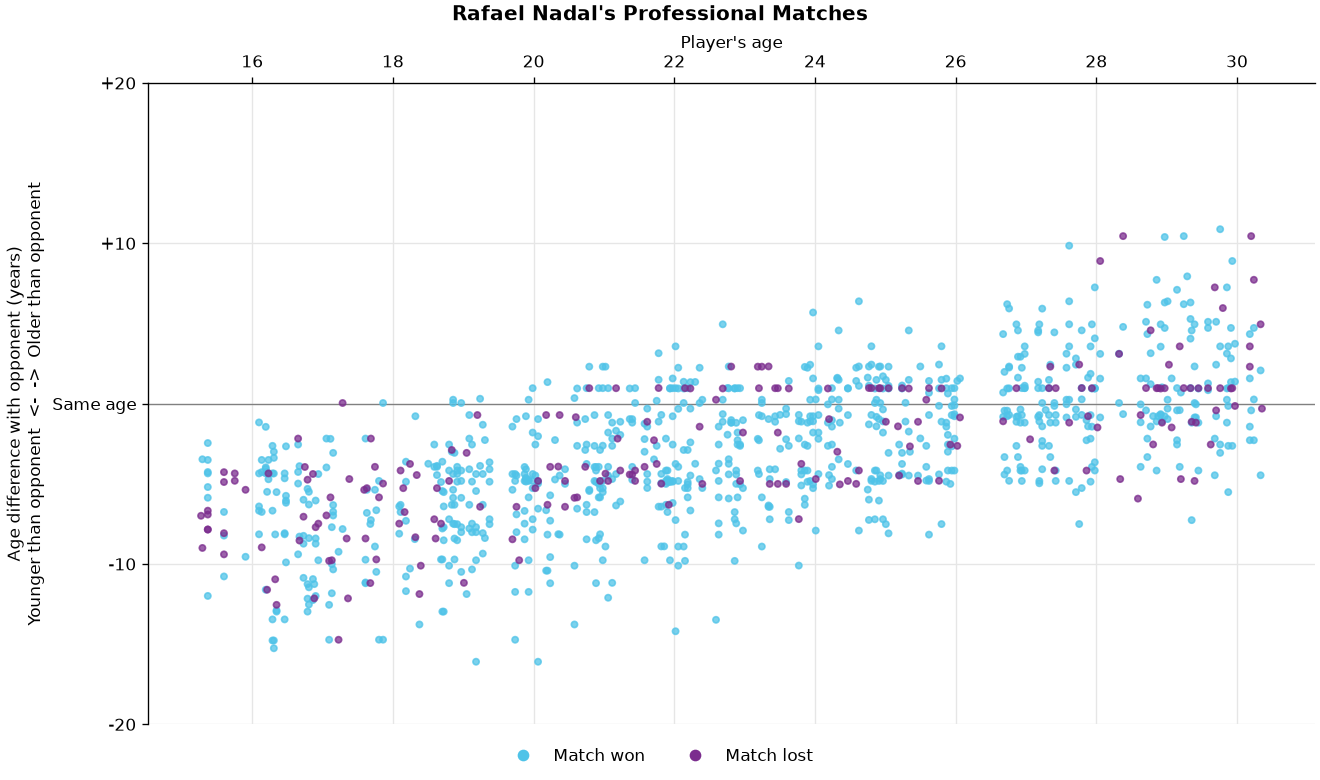 Rafael Nadal's Professional Matches
Player's age
16 18 20 22 24 26 28 30
+20
+10
Same age
-10
-20
Age difference with opponent (years)
Younger than opponent <- -> Older than opponent
Match won
Match lost